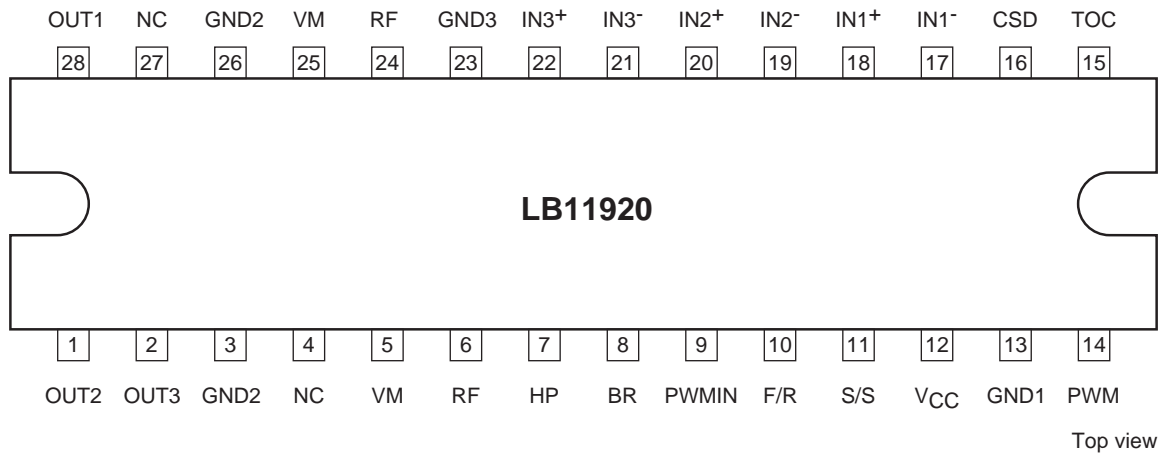 OUT1 NC GND2 VM RF GND3 IN3+ IN3- IN2+ IN2- IN1+ IN1- CSD TOC
28 27 26 25 24 23 22 21 20 19 18 17 16 15
LB11920
1 2 3 4 5 6 7 8 9 10 11 12 13 14
OUT2 OUT3 GND2 NC VM RF HP BR PWMIN F/R S/S VCC GND1 PWM
Top view